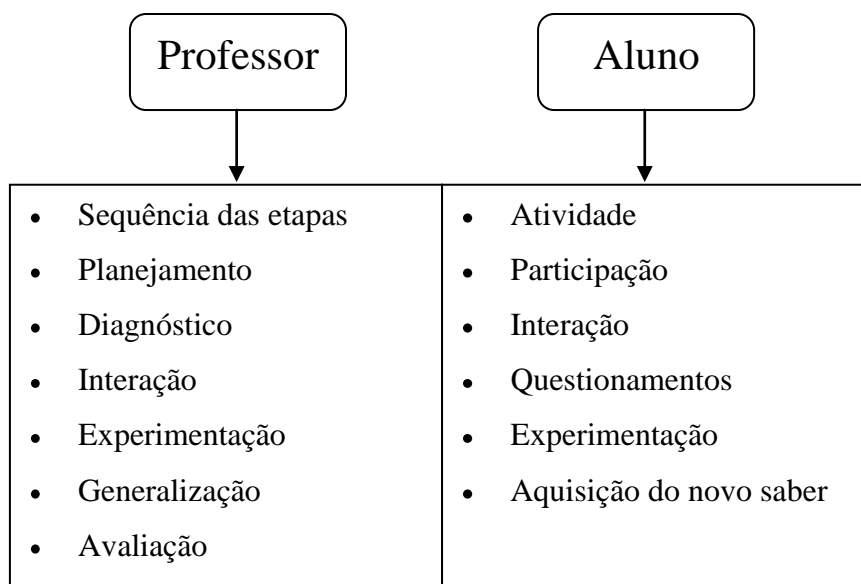 Professor
Aluno
• Sequência das etapas
• Planejamento
• Diagnóstico
• Interação
• Experimentação
• Generalização
• Avaliação
• Atividade
• Participação
• Interação
• Questionamentos
• Experimentação
• Aquisição do novo saber